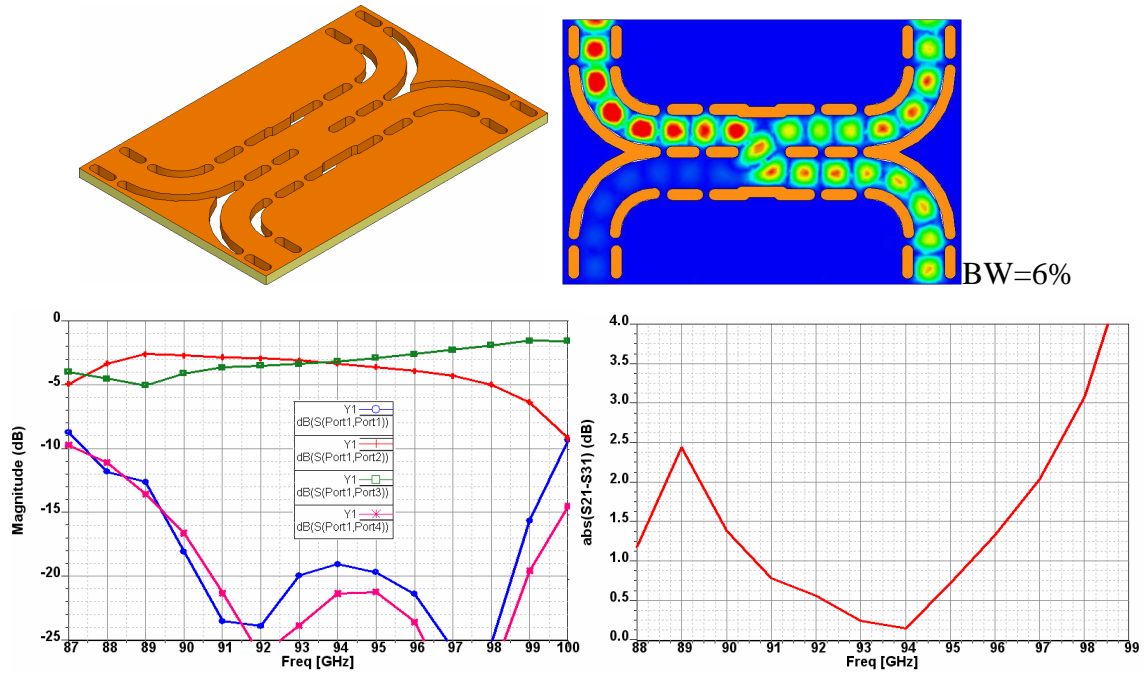 BW=6%
0
-5
-10
-15
-20
-25
Magnitude (dB)
Y1
dB(S(Port1,Port1))
Y1
dB(S(Port1,Port2))
Y1
dB(S(Port1,Port3))
Y1
dB(S(Port1,Port4))
87 88 89 90 91 92 93 94 95 96 97 98 99 100
Freq [GHz]
4.0
3.5
3.0
2.5
2.0
1.5
1.0
0.5
0.0
abs(S21-S31) (dB)
88 89 90 91 92 93 94 95 96 97 98 99
Freq [GHz]